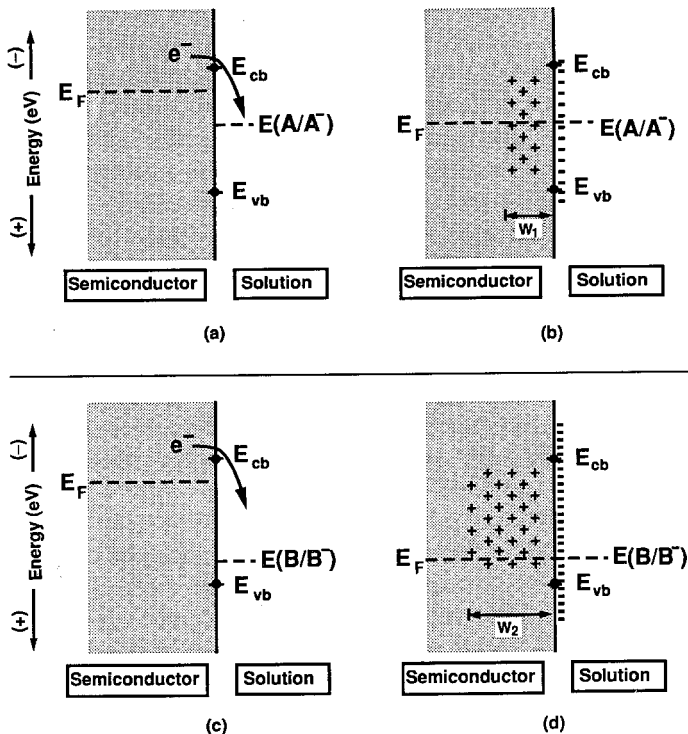 (−)
Energy (eV)
(+)
e⁻
E_cb
E_F
E(A/A⁻)
E_vb
Semiconductor
Solution
(a)
E_cb
E_F
E(A/A⁻)
E_vb
W₁
Semiconductor
Solution
(b)
(−)
Energy (eV)
(+)
e⁻
E_cb
E_F
E(B/B⁻)
E_vb
Semiconductor
Solution
(c)
E_cb
E_F
E(B/B⁻)
E_vb
W₂
Semiconductor
Solution
(d)